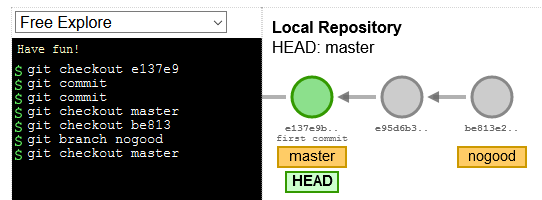 Free Explore
Have fun!
$ git checkout e137e9
$ git commit
$ git commit
$ git checkout master
$ git checkout be813
$ git branch nogood
$ git checkout master
Local Repository
HEAD: master
e137e9b.. e95d6b3.. be813e2..
first commit
master nogood
HEAD